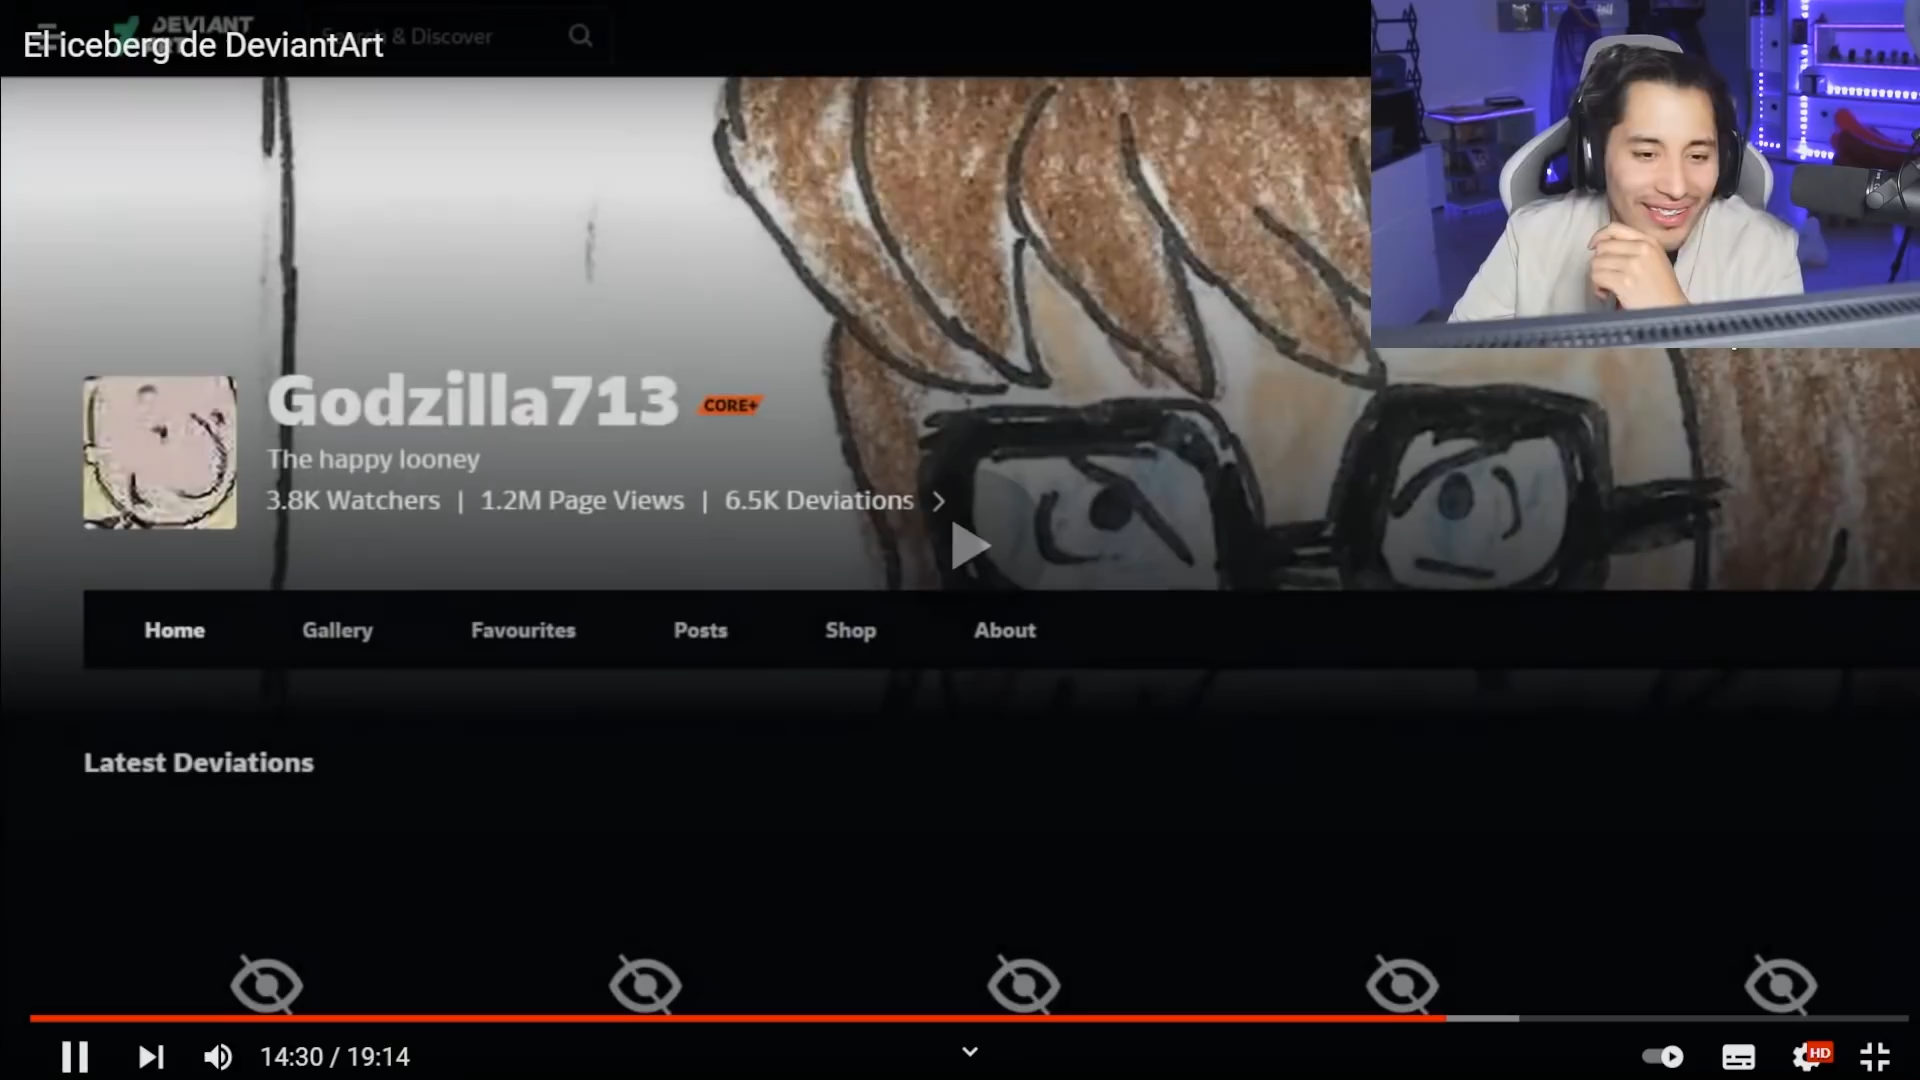 DEVIANT
El iceberg de DeviantArt
& Discover
Godzilla713 CORE+
The happy looney
3.8K Watchers | 1.2M Page Views | 6.5K Deviations
Home Gallery Favourites Posts Shop About
Latest Deviations
14:30 / 19:14
HD